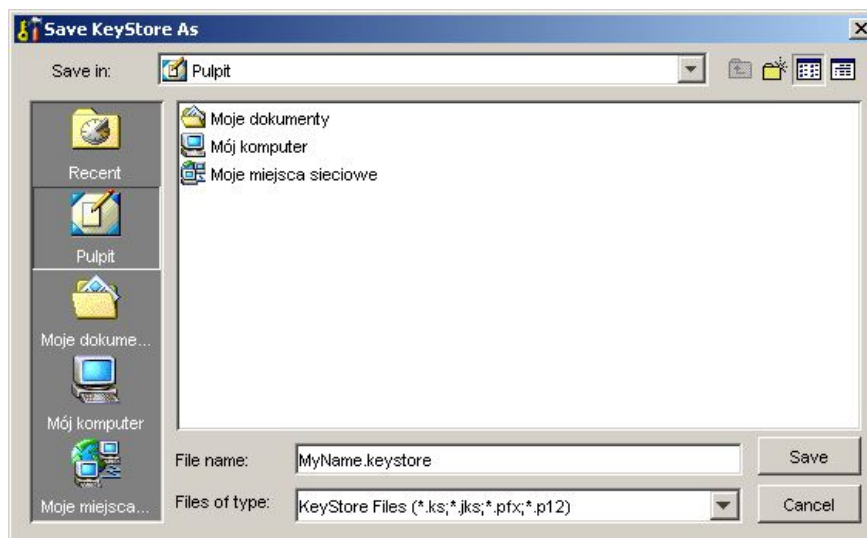 Save KeyStore As
Save in:
Pulpit
Recent
Pulpit
Moje dokume...
Mój komputer
Moje miejsca...
Moje dokumenty
Mój komputer
Moje miejsca sieciowe
File name:
MyName.keystore
Save
Files of type:
KeyStore Files (*.ks;*.jks;*.pfx;*.p12)
Cancel